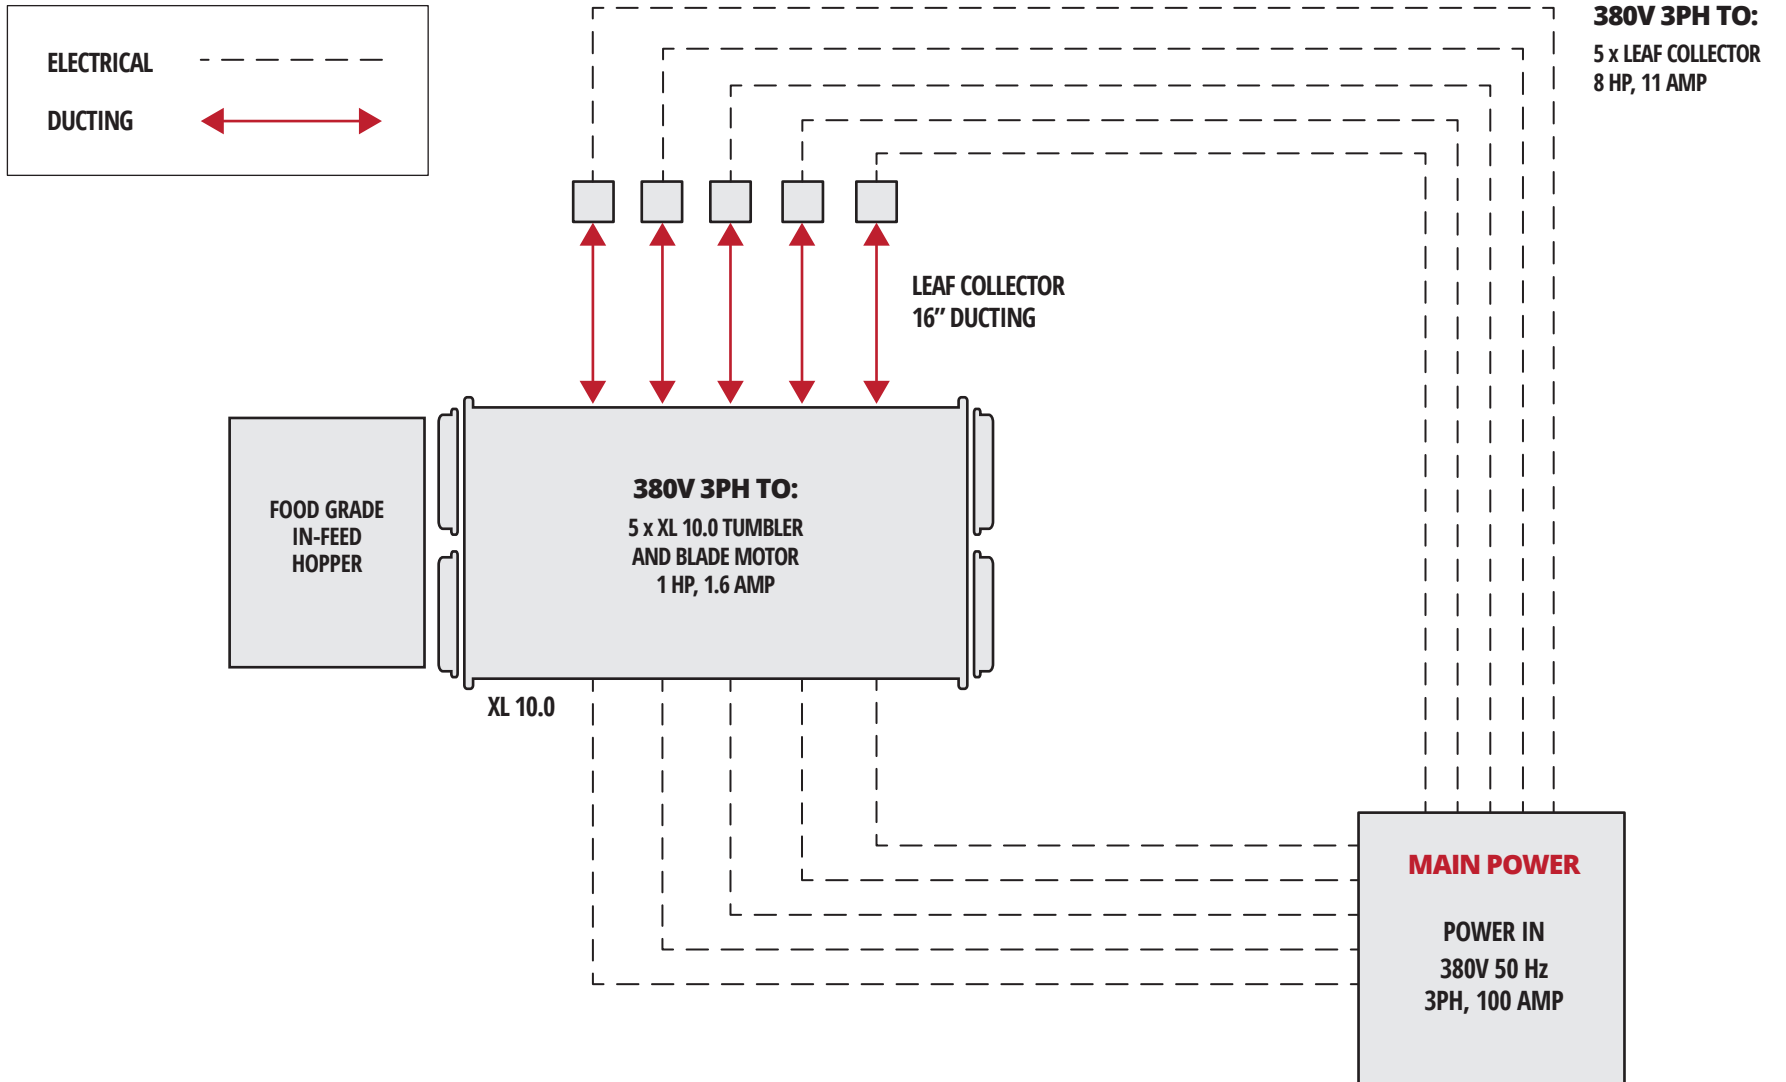 ELECTRICAL
DUCTING
380V 3PH TO:
5 x LEAF COLLECTOR
8 HP, 11 AMP
LEAF COLLECTOR
16” DUCTING
FOOD GRADE
IN-FEED
HOPPER
380V 3PH TO:
5 x XL 10.0 TUMBLER
AND BLADE MOTOR
1 HP, 1.6 AMP
XL 10.0
MAIN POWER
POWER IN
380V 50 Hz
3PH, 100 AMP